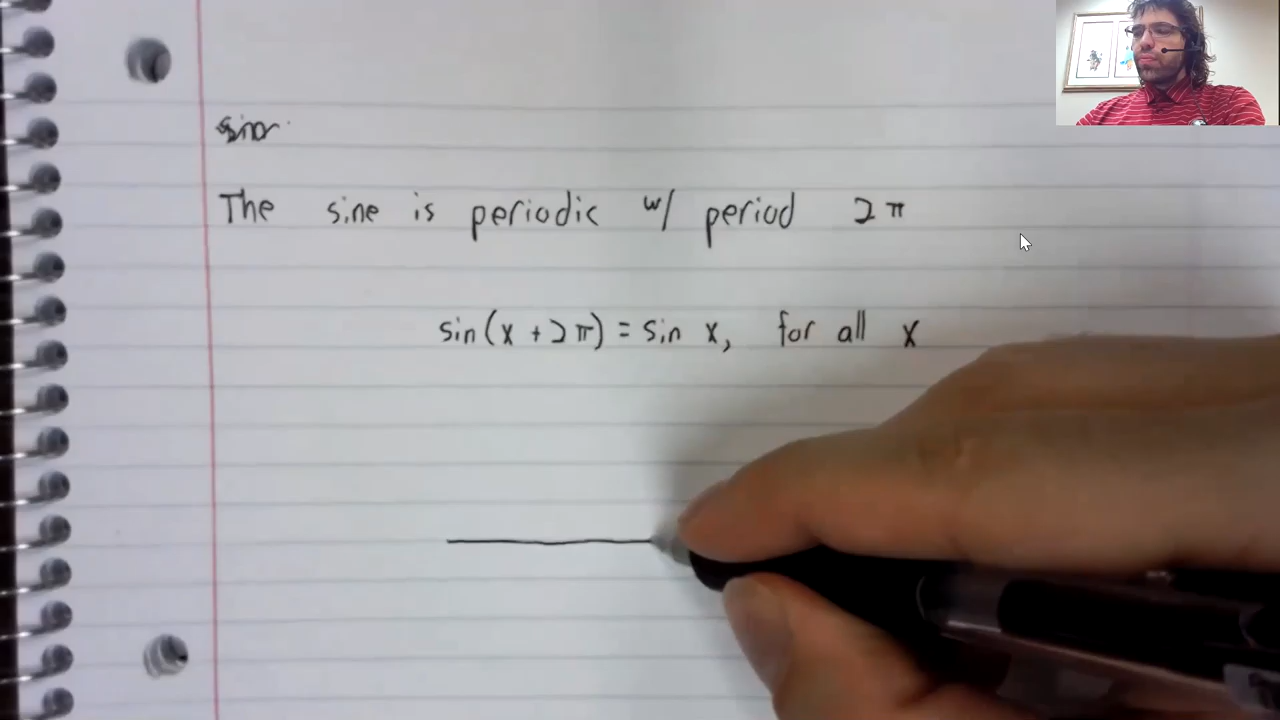 The sine is periodic w/ period 2π
sin(x + 2π) = sin x, for all x